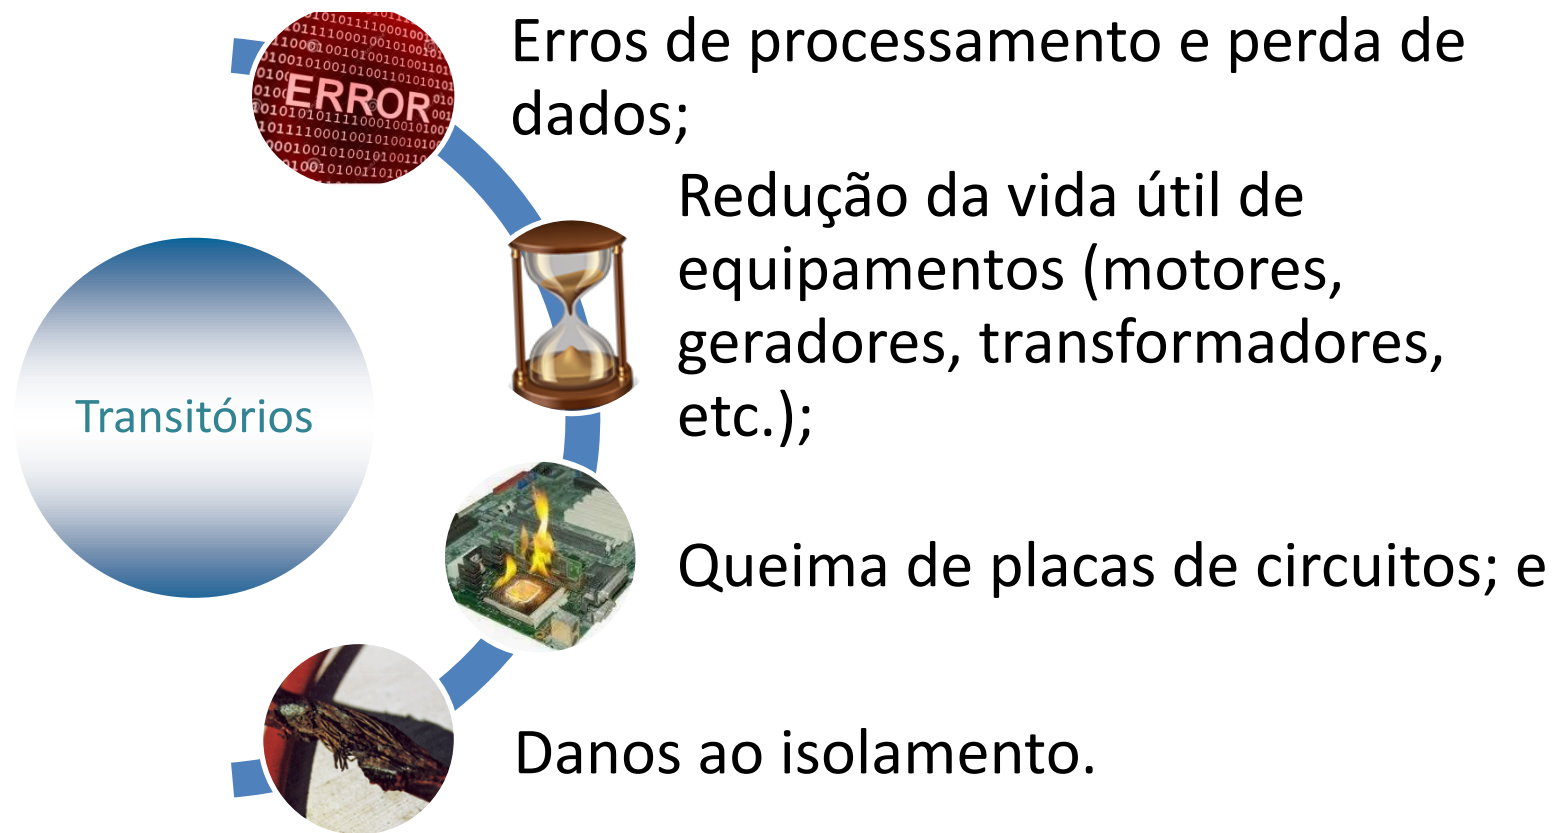 ERROR
Erros de processamento e perda de
dados;
Redução da vida útil de
equipamentos (motores,
geradores, transformadores,
etc.);
Transitórios
Queima de placas de circuitos; e
Danos ao isolamento.